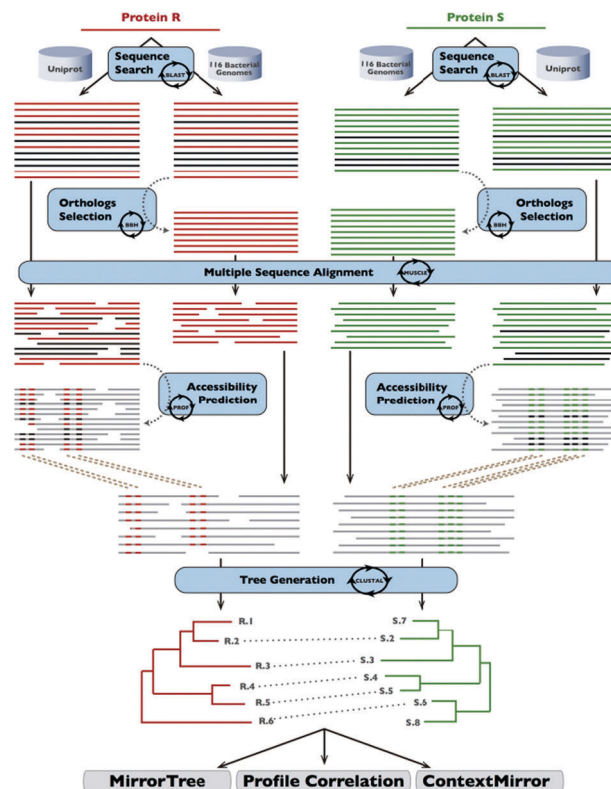 Protein R
Protein S
Uniprot
Sequence
Search
BLAST
116 Bacterial
Genomes
116 Bacterial
Genomes
Sequence
Search
BLAST
Uniprot
Orthologs
Selection
BBH
Orthologs
Selection
BBH
Multiple Sequence Alignment
MUSCLE
Accessibility
Prediction
PROF
Accessibility
Prediction
PROF
Tree Generation
CLUSTAL
R.1
S.7
R.2
S.2
R.3
S.3
R.4
S.4
R.5
S.5
R.6
S.6
S.8
MirrorTree
Profile Correlation
ContextMirror